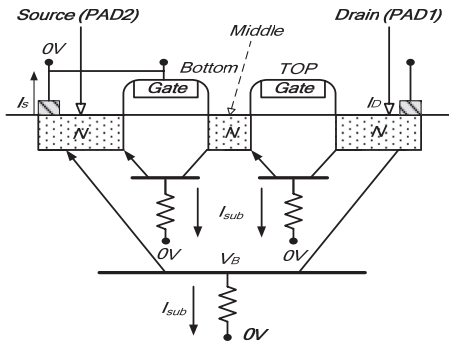 Source (PAD2)
Drain (PAD1)
Middle
0V
Bottom
TOP
Gate
Gate
Is
ID
N
N
N
Isub
0V
0V
VB
Isub
0V